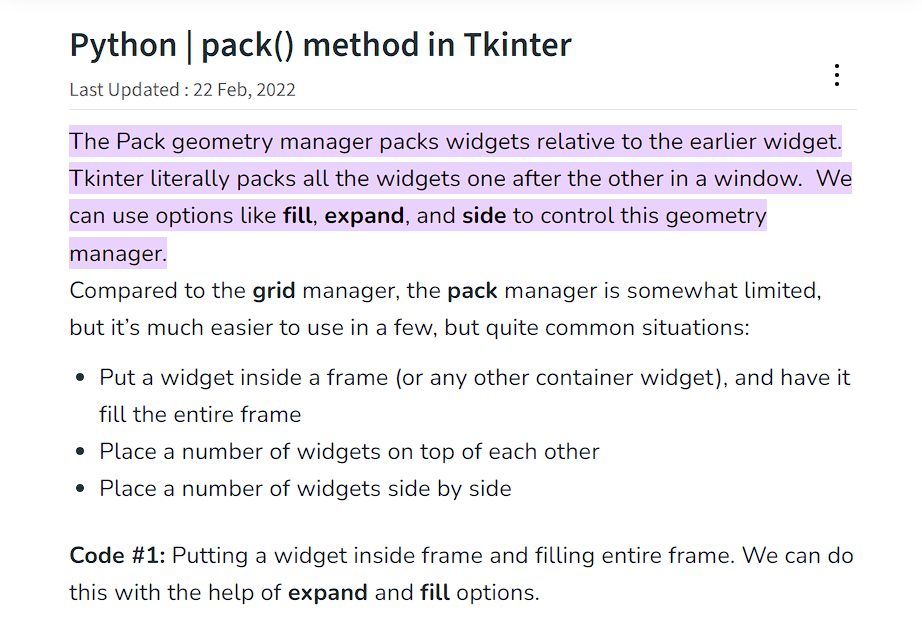 Python | pack() method in Tkinter
Last Updated : 22 Feb, 2022
The Pack geometry manager packs widgets relative to the earlier widget.
Tkinter literally packs all the widgets one after the other in a window.  We
can use options like fill, expand, and side to control this geometry
manager.
Compared to the grid manager, the pack manager is somewhat limited,
but it’s much easier to use in a few, but quite common situations:
• Put a widget inside a frame (or any other container widget), and have it
fill the entire frame
• Place a number of widgets on top of each other
• Place a number of widgets side by side
Code #1: Putting a widget inside frame and filling entire frame. We can do
this with the help of expand and fill options.